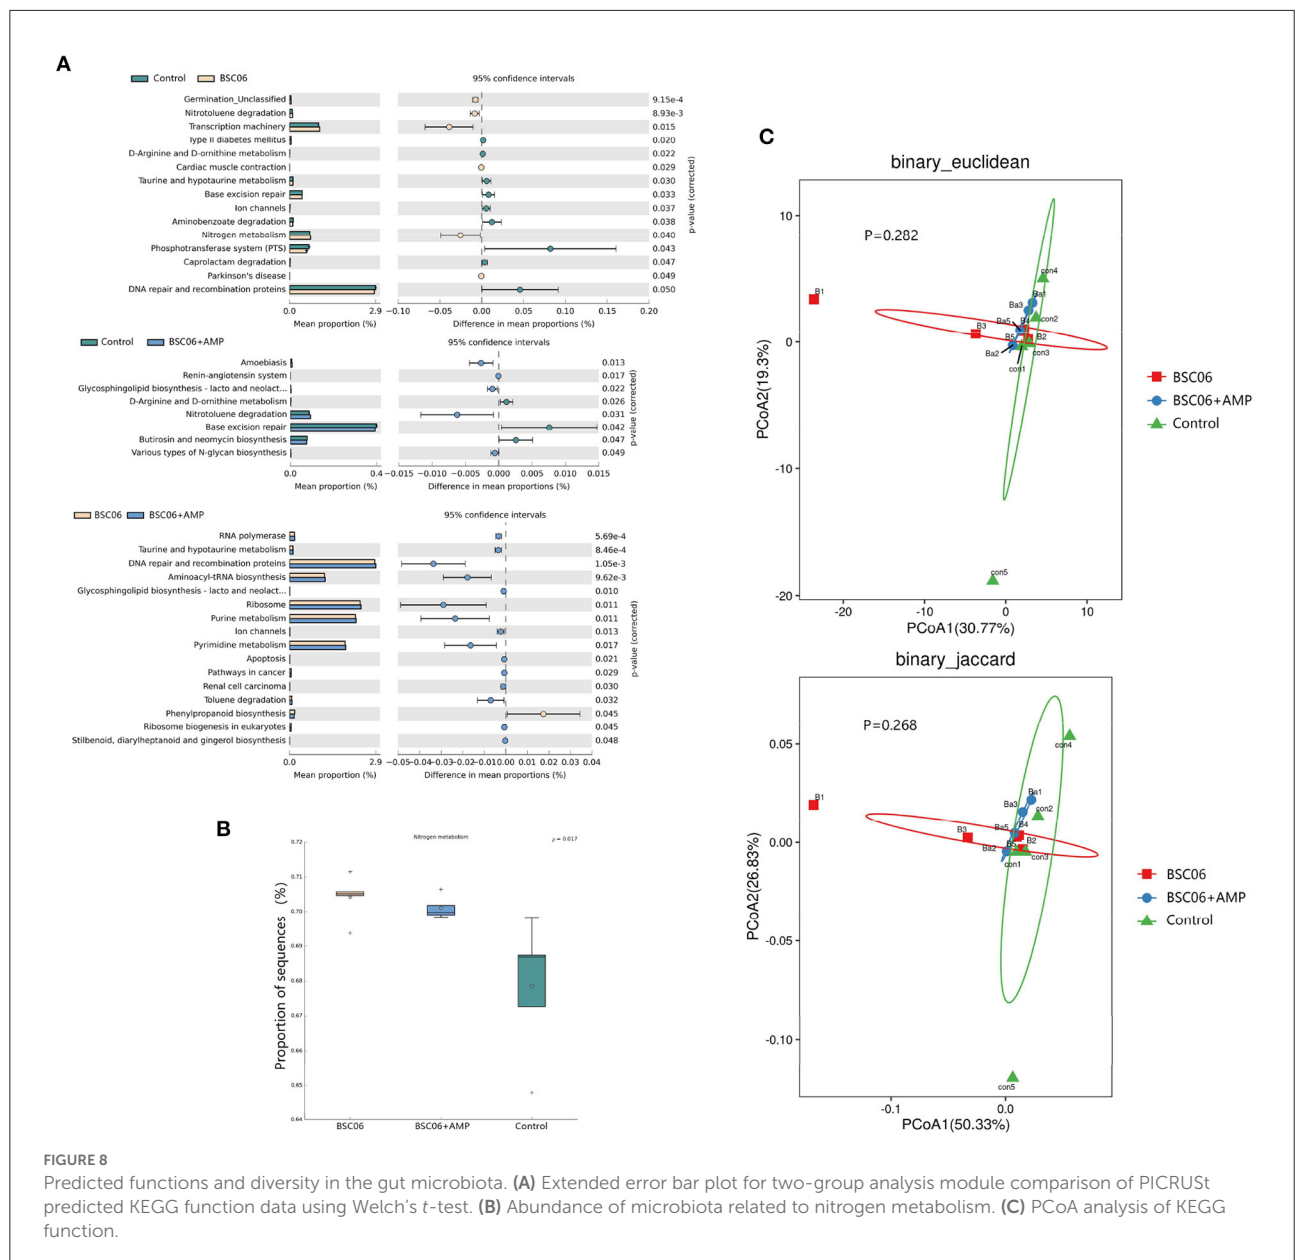 A
Control BSC06
95% confidence intervals
Germination_Unclassified 9.15e-4
Nitrotoluene degradation 8.93e-3
Transcription machinery 0.015
Type II diabetes mellitus 0.020
D-Arginine and D-ornithine metabolism 0.022
Cardiac muscle contraction 0.029
Taurine and hypotaurine metabolism 0.030
Base excision repair 0.033
Ion channels 0.037
Aminobenzoate degradation 0.038
Nitrogen metabolism 0.040
Phosphotransferase system (PTS) 0.043
Caprolactam degradation 0.047
Parkinson's disease 0.049
DNA repair and recombination proteins 0.050
p-value (corrected)
0.0 2.9 −0.10 −0.05 0.00 0.05 0.10 0.15 0.20
Mean proportion (%) Difference in mean proportions (%)
Control BSC06+AMP
95% confidence intervals
Amoebiasis 0.013
Renin-angiotensin system 0.017
Glycosphingolipid biosynthesis - lacto and neolact... 0.022
D-Arginine and D-ornithine metabolism 0.026
Nitrotoluene degradation 0.031
Base excision repair 0.042
Butirosin and neomycin biosynthesis 0.047
Various types of N-glycan biosynthesis 0.049
p-value (corrected)
0.0 0.4 −0.015 −0.010 −0.005 0.000 0.005 0.010 0.015
Mean proportion (%) Difference in mean proportions (%)
BSC06 BSC06+AMP
95% confidence intervals
RNA polymerase 5.69e-4
Taurine and hypotaurine metabolism 8.46e-4
DNA repair and recombination proteins 1.05e-3
Aminoacyl-tRNA biosynthesis 9.62e-3
Glycosphingolipid biosynthesis - lacto and neolact... 0.010
Ribosome 0.011
Purine metabolism 0.011
Ion channels 0.013
Pyrimidine metabolism 0.017
Apoptosis 0.021
Pathways in cancer 0.029
Renal cell carcinoma 0.030
Toluene degradation 0.032
Phenylpropanoid biosynthesis 0.045
Ribosome biogenesis in eukaryotes 0.045
Stilbenoid, diarylheptanoid and gingerol biosynthesis 0.048
p-value (corrected)
0.0 2.9 −0.05−0.04−0.03−0.02−0.01 0.00 0.01 0.02 0.03 0.04
Mean proportion (%) Difference in mean proportions (%)
B
Nitrogen metabolism p = 0.017
Proportion of sequences (%)
0.72
0.71
0.70
0.69
0.68
0.67
0.66
0.65
0.64
BSC06 BSC06+AMP Control
C
binary_euclidean
P=0.282
PCoA2(19.3%)
10
0
-10
-20
con4
B1
Ba1
Ba3
con2
Ba5
B4
B3
B5
B2
Ba2
con3
con1
con5
-20 -10 0 10
PCoA1(30.77%)
BSC06
BSC06+AMP
Control
binary_jaccard
P=0.268
PCoA2(26.83%)
0.05
0.00
-0.05
-0.10
con4
B1
Ba1
Ba3
con2
Ba5
B4
B3
B5
B2
Ba2
con3
con1
con5
-0.1 0.0
PCoA1(50.33%)
BSC06
BSC06+AMP
Control
FIGURE 8
Predicted functions and diversity in the gut microbiota. (A) Extended error bar plot for two-group analysis module comparison of PICRUSt
predicted KEGG function data using Welch's t-test. (B) Abundance of microbiota related to nitrogen metabolism. (C) PCoA analysis of KEGG
function.